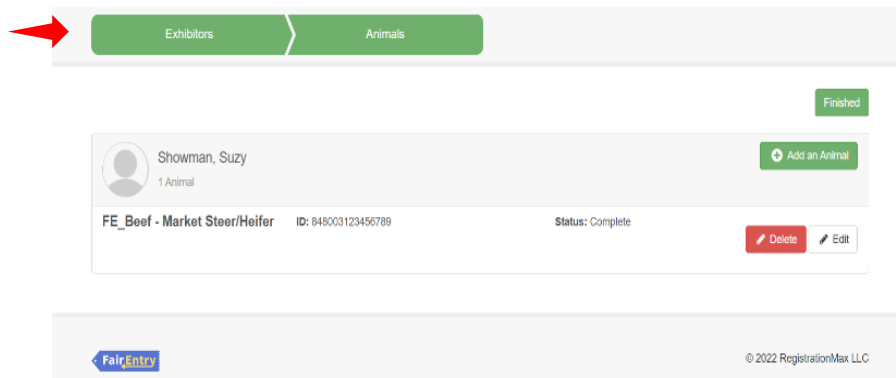 Exhibitors Animals
Finished
Showman, Suzy
1 Animal
Add an Animal
FE_Beef - Market Steer/Heifer ID: 848003123456789 Status: Complete
Delete Edit
FairEntry © 2022 RegistrationMax LLC